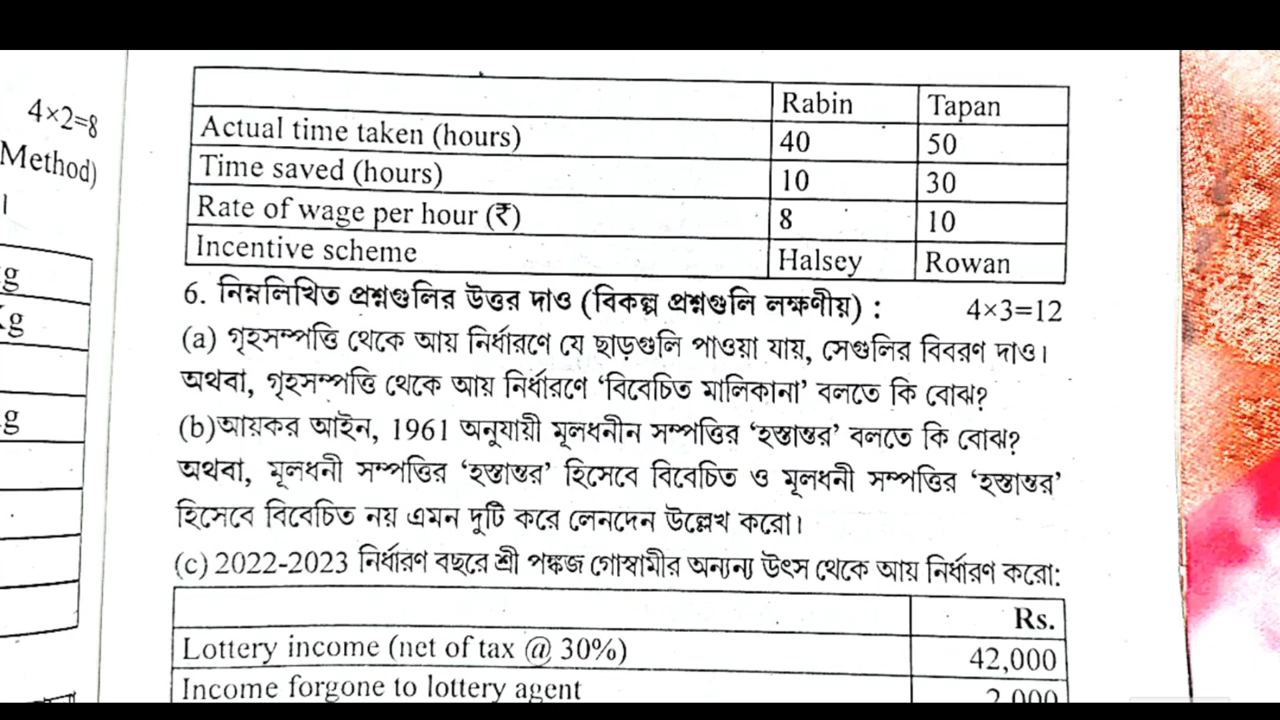 4×2=8
Method)
।
g
g
g
Rabin Tapan
Actual time taken (hours) 40 50
Time saved (hours) 10 30
Rate of wage per hour (₹) 8 10
Incentive scheme Halsey Rowan
6. নিম্নলিখিত প্রশ্নগুলির উত্তর দাও (বিকল্প প্রশ্নগুলি লক্ষণীয়) : 4×3=12
(a) গৃহসম্পত্তি থেকে আয় নির্ধারণে যে ছাড়গুলি পাওয়া যায়, সেগুলির বিবরণ দাও।
অথবা, গৃহসম্পত্তি থেকে আয় নির্ধারণে ‘বিবেচিত মালিকানা’ বলতে কি বোঝ?
(b) আয়কর আইন, 1961 অনুযায়ী মূলধনীন সম্পত্তির ‘হস্তান্তর’ বলতে কি বোঝ?
অথবা, মূলধনী সম্পত্তির ‘হস্তান্তর’ হিসেবে বিবেচিত ও মূলধনী সম্পত্তির ‘হস্তান্তর’
হিসেবে বিবেচিত নয় এমন দুটি করে লেনদেন উল্লেখ করো।
(c) 2022-2023 নির্ধারণ বছরে শ্রী পঙ্কজ গোস্বামীর অন্যন্য উৎস থেকে আয় নির্ধারণ করো:
Rs.
Lottery income (net of tax @ 30%) 42,000
Income forgone to lottery agent 2,000